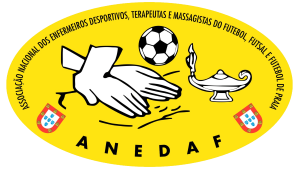 ASSOCIAÇÃO NACIONAL DOS ENFERMEIROS DESPORTIVOS, TERAPEUTAS E MASSAGISTAS DO FUTEBOL, FUTSAL E FUTEBOL DE PRAIA
ANEDAF